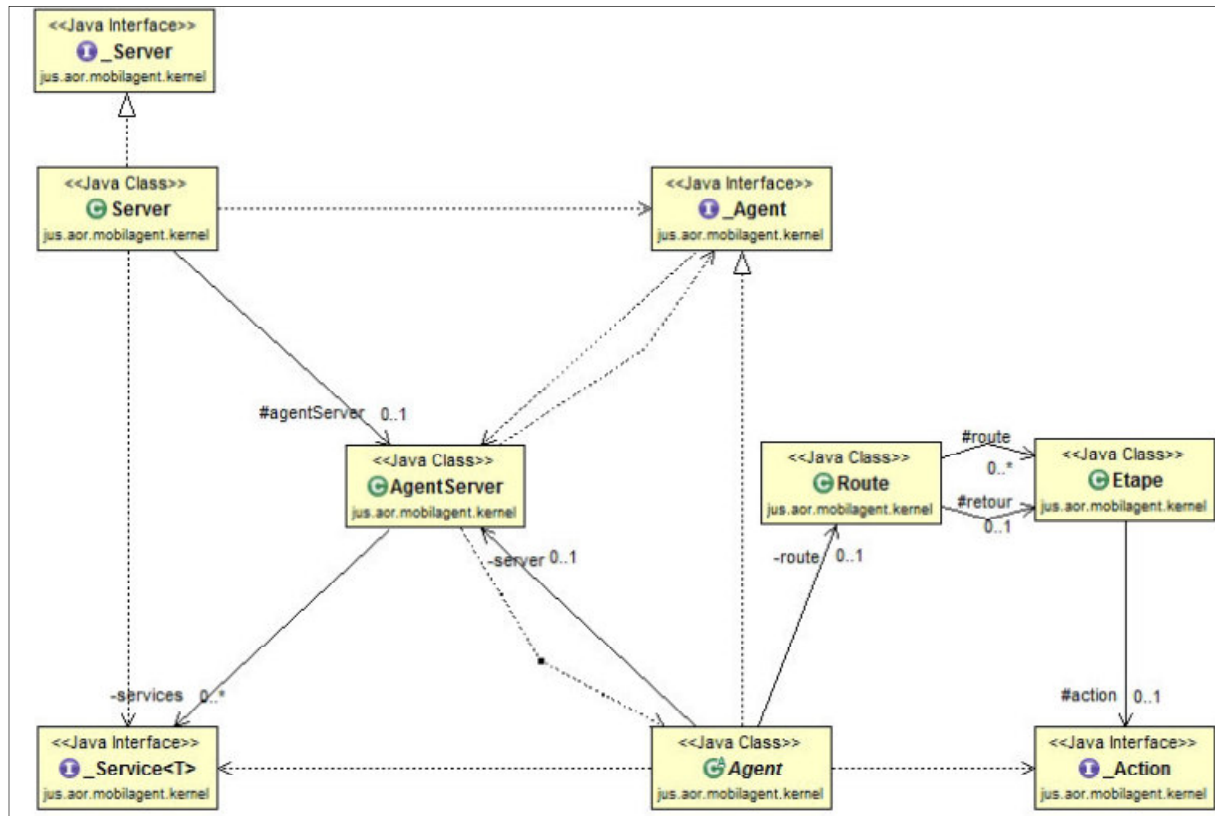 <<Java Interface>>
I _Server
jus.aor.mobilagent.kernel
<<Java Class>>
C Server
jus.aor.mobilagent.kernel
<<Java Interface>>
I _Agent
jus.aor.mobilagent.kernel
#agentServer 0..1
<<Java Class>>
C AgentServer
jus.aor.mobilagent.kernel
<<Java Class>>
C Route
jus.aor.mobilagent.kernel
#route
0..*
#retour
0..1
<<Java Class>>
C Etape
jus.aor.mobilagent.kernel
-server 0..1
-route 0..1
-services 0..*
#action 0..1
<<Java Interface>>
I _Service<T>
jus.aor.mobilagent.kernel
<<Java Class>>
C A Agent
jus.aor.mobilagent.kernel
<<Java Interface>>
I _Action
jus.aor.mobilagent.kernel